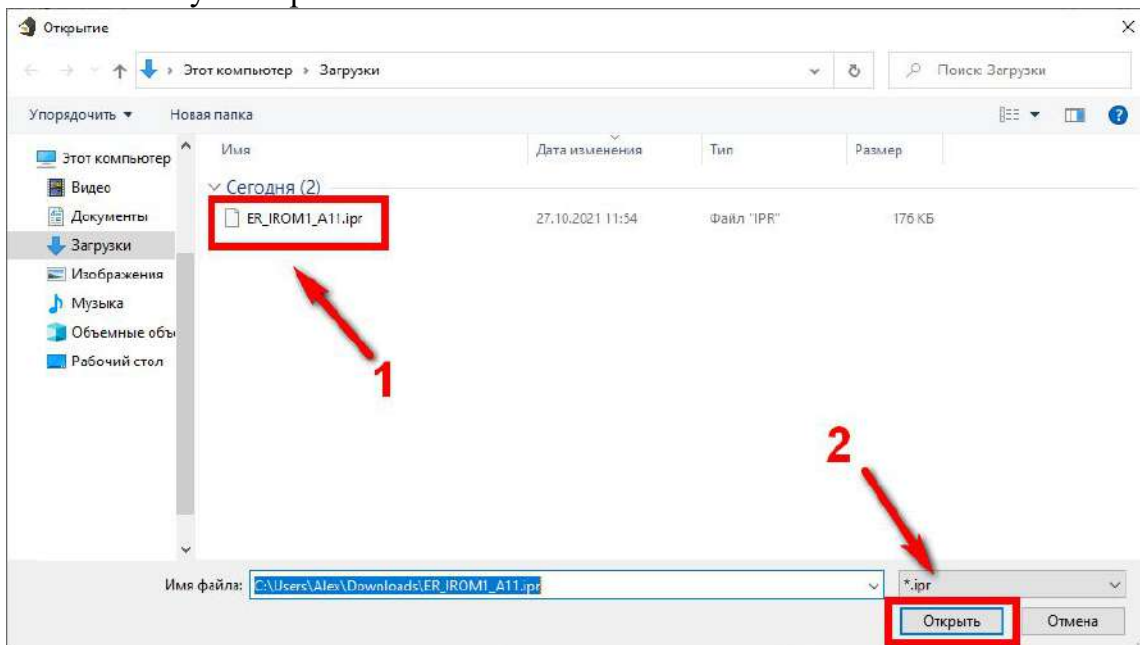 Открытие
Этот компьютер › Загрузки
Поиск: Загрузки
Упорядочить
Новая папка
Имя
Дата изменения
Тип
Размер
Этот компьютер
Видео
Документы
Загрузки
Изображения
Музыка
Объемные объ
Рабочий стол
Сегодня (2)
ER_IROM1_A11.ipr
27.10.2021 11:54
Файл "IPR"
176 КБ
1
2
Имя файла:
C:\Users\Alex\Downloads\ER_IROM1_A11.ipr
*.ipr
Открыть
Отмена